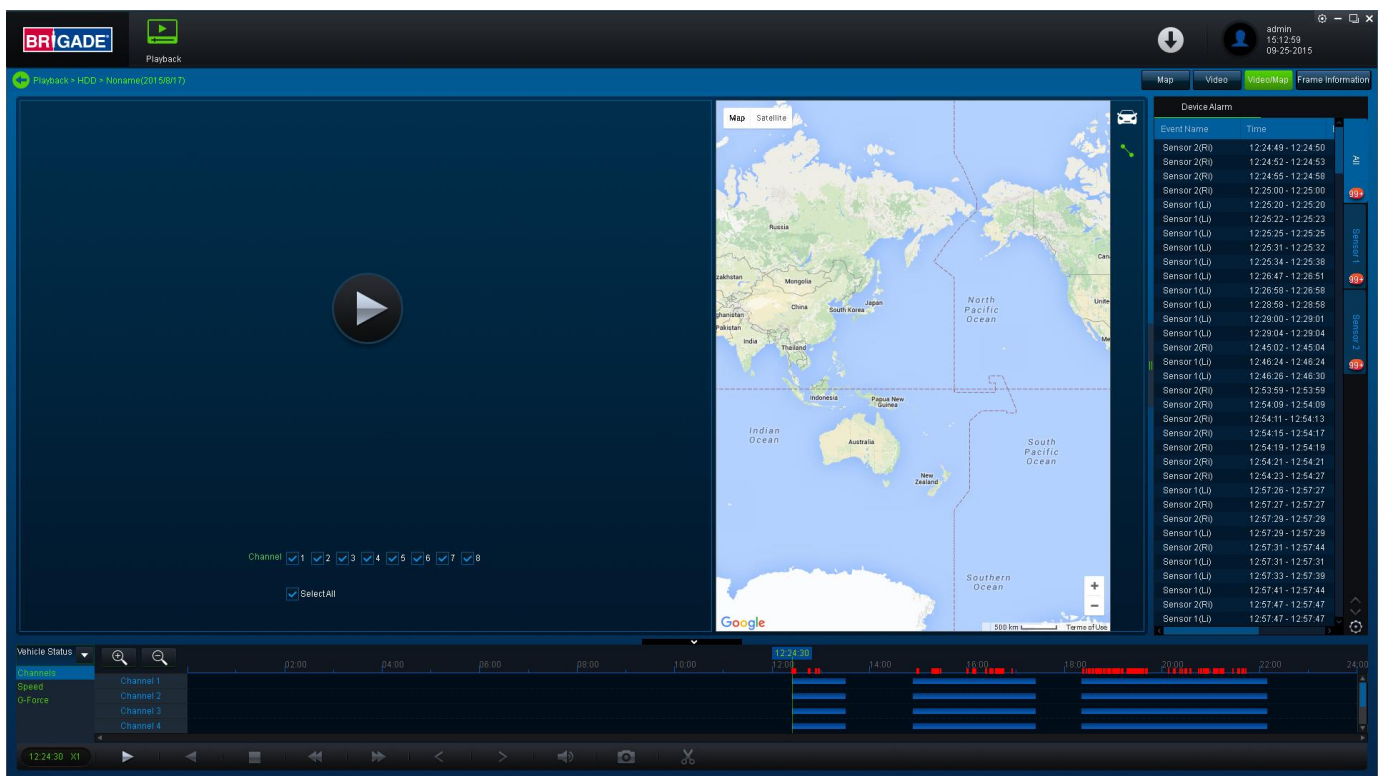 BRIGADE
Playback
admin
15:12:59
09-25-2015
Playback > HDD > Noname(2015/8/17)
Map Video Video/Map Frame Information
Map Satellite
Russia
Mongolia
China
South Korea
Japan
India
Thailand
Indonesia
Papua New
Guinea
Australia
New
Zealand
North
Pacific
Ocean
Indian
Ocean
South
Pacific
Ocean
Southern
Ocean
Google
500 km
Terms of Use
Channel 1 2 3 4 5 6 7 8
SelectAll
Device Alarm
Event Name Time
Sensor 2(Ri) 12:24:49 - 12:24:50
Sensor 2(Ri) 12:24:52 - 12:24:53
Sensor 2(Ri) 12:24:55 - 12:24:58
Sensor 2(Ri) 12:25:00 - 12:25:00
Sensor 1(Li) 12:25:20 - 12:25:20
Sensor 1(Li) 12:25:22 - 12:25:23
Sensor 1(Li) 12:25:25 - 12:25:25
Sensor 1(Li) 12:25:31 - 12:25:32
Sensor 1(Li) 12:25:34 - 12:25:38
Sensor 1(Li) 12:26:47 - 12:26:51
Sensor 1(Li) 12:26:58 - 12:26:58
Sensor 1(Li) 12:28:58 - 12:28:58
Sensor 1(Li) 12:29:00 - 12:29:01
Sensor 1(Li) 12:29:04 - 12:29:04
Sensor 2(Ri) 12:45:02 - 12:45:04
Sensor 1(Li) 12:46:24 - 12:46:24
Sensor 1(Li) 12:46:26 - 12:46:30
Sensor 2(Ri) 12:53:59 - 12:53:59
Sensor 2(Ri) 12:54:09 - 12:54:09
Sensor 2(Ri) 12:54:11 - 12:54:13
Sensor 2(Ri) 12:54:15 - 12:54:17
Sensor 2(Ri) 12:54:19 - 12:54:19
Sensor 2(Ri) 12:54:21 - 12:54:21
Sensor 2(Ri) 12:54:23 - 12:54:27
Sensor 1(Li) 12:57:26 - 12:57:27
Sensor 2(Ri) 12:57:27 - 12:57:27
Sensor 2(Ri) 12:57:29 - 12:57:29
Sensor 1(Li) 12:57:29 - 12:57:29
Sensor 2(Ri) 12:57:31 - 12:57:44
Sensor 1(Li) 12:57:31 - 12:57:31
Sensor 1(Li) 12:57:33 - 12:57:39
Sensor 1(Li) 12:57:41 - 12:57:44
Sensor 2(Ri) 12:57:47 - 12:57:47
Sensor 1(Li) 12:57:47 - 12:57:47
All
99+
Sensor 1
99+
Sensor 2
99+
Vehicle Status
Channels
Speed
G-Force
12:24:30
02:00 04:00 06:00 08:00 10:00 12:00 14:00 16:00 18:00 20:00 22:00 24:00
Channel 1
Channel 2
Channel 3
Channel 4
12:24:30 X1